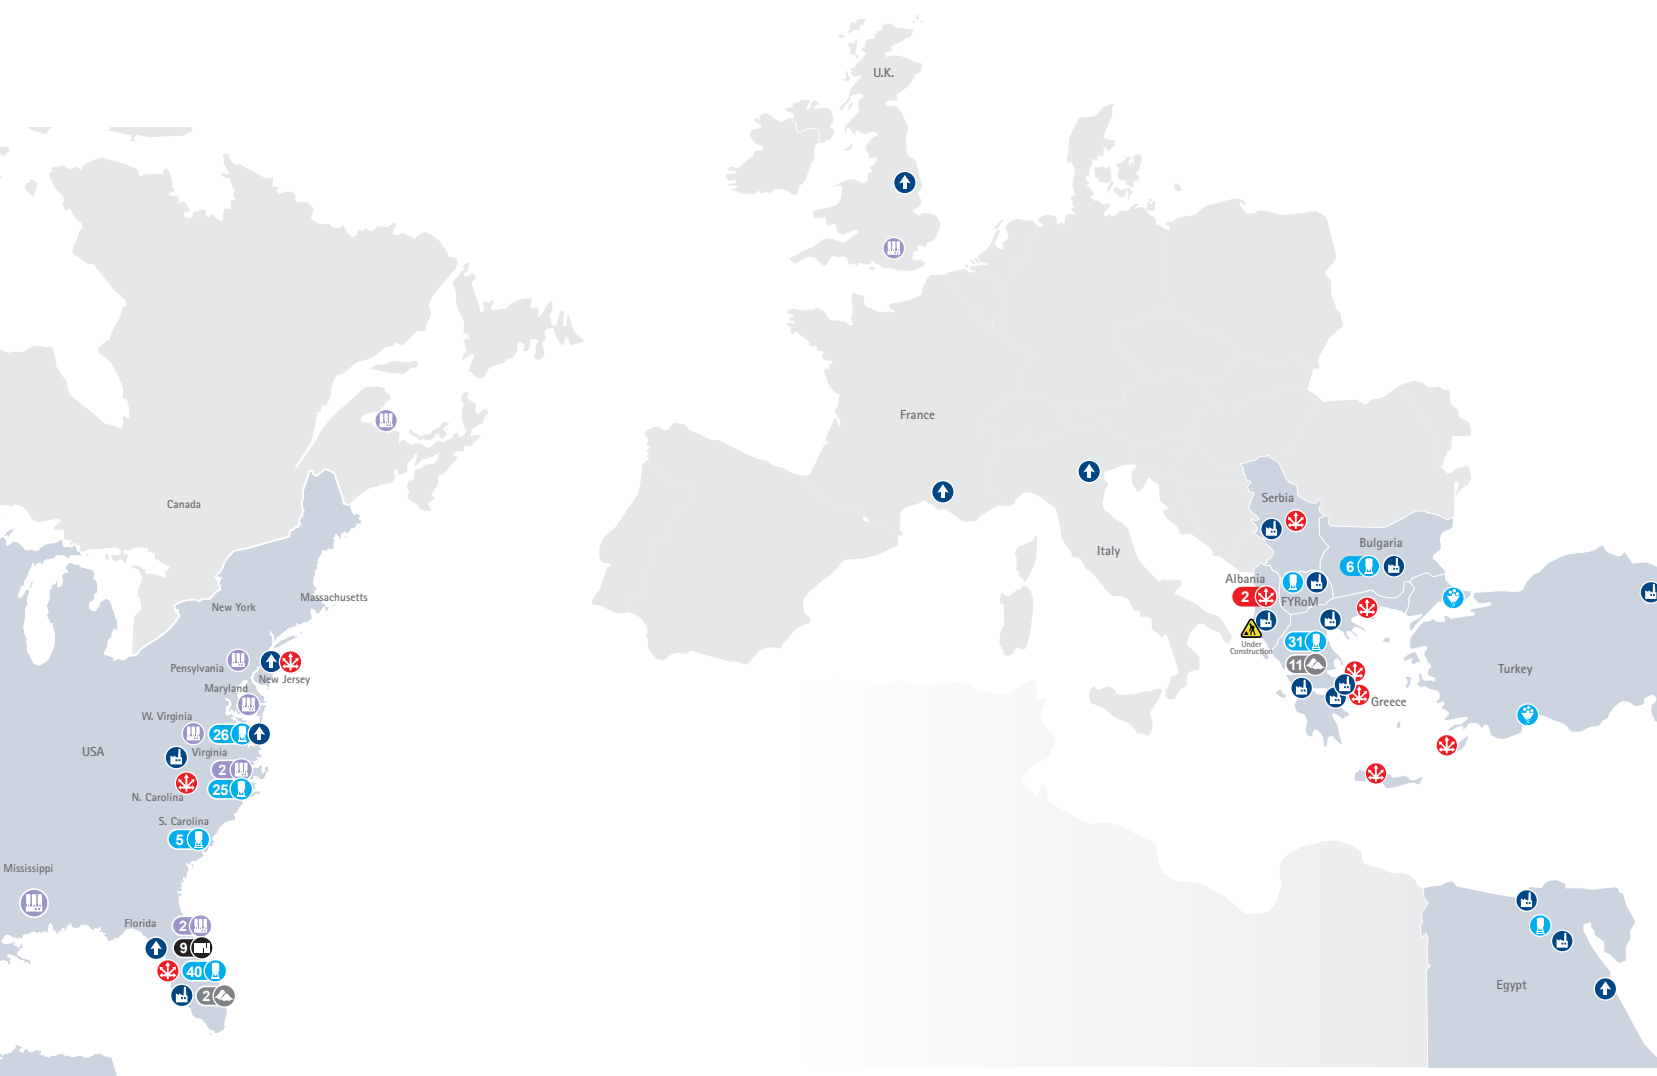 U.K.
France
Canada
Serbia
Bulgaria
Italy
6
Albania
Massachusetts
New York
2
FYRoM
31
Under
Construction
11
Pensylvania
Turkey
New Jersey
Maryland
Greece
W. Virginia
26
USA
Virginia
2
25
N. Carolina
S. Carolina
5
Mississippi
Florida
2
9
40
Egypt
2